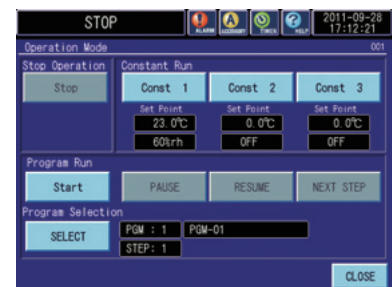 STOP
ALARM ACCESSORY TIMER HELP
2011-09-28
17:12:21
Operation Mode 001
Stop Operation Constant Run
Stop Const 1 Const 2 Const 3
Set Point Set Point Set Point
23.0℃ 0.0℃ 0.0℃
60%rh OFF OFF
Program Run
Start PAUSE RESUME NEXT STEP
Program Selection
SELECT PGM : 1 PGM-01
STEP: 1
CLOSE